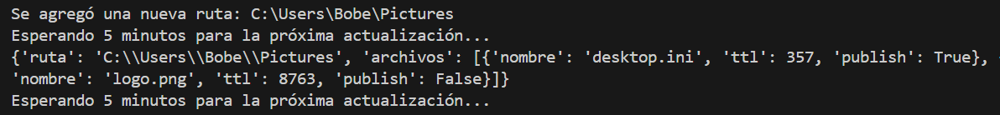 Se agregó una nueva ruta: C:\Users\Bobe\Pictures
Esperando 5 minutos para la próxima actualización...
{'ruta': 'C:\\Users\\Bobe\\Pictures', 'archivos': [{'nombre': 'desktop.ini', 'ttl': 357, 'publish': True},
'nombre': 'logo.png', 'ttl': 8763, 'publish': False}]}
Esperando 5 minutos para la próxima actualización...